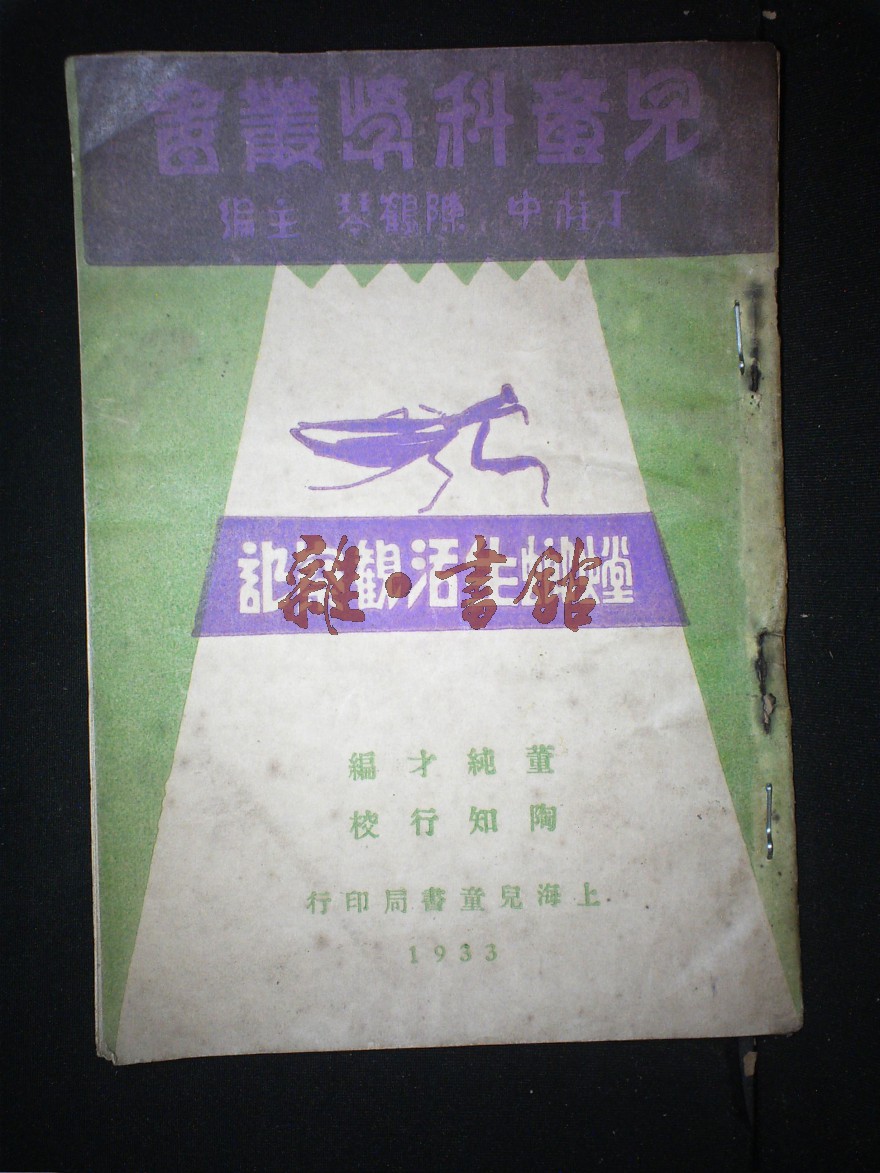 兒童科學叢書
丁柱中 陳鶴琴 主編
螳螂生活觀察記
雜·書館
董純才編
陶知行校
上海兒童書局印行
1933